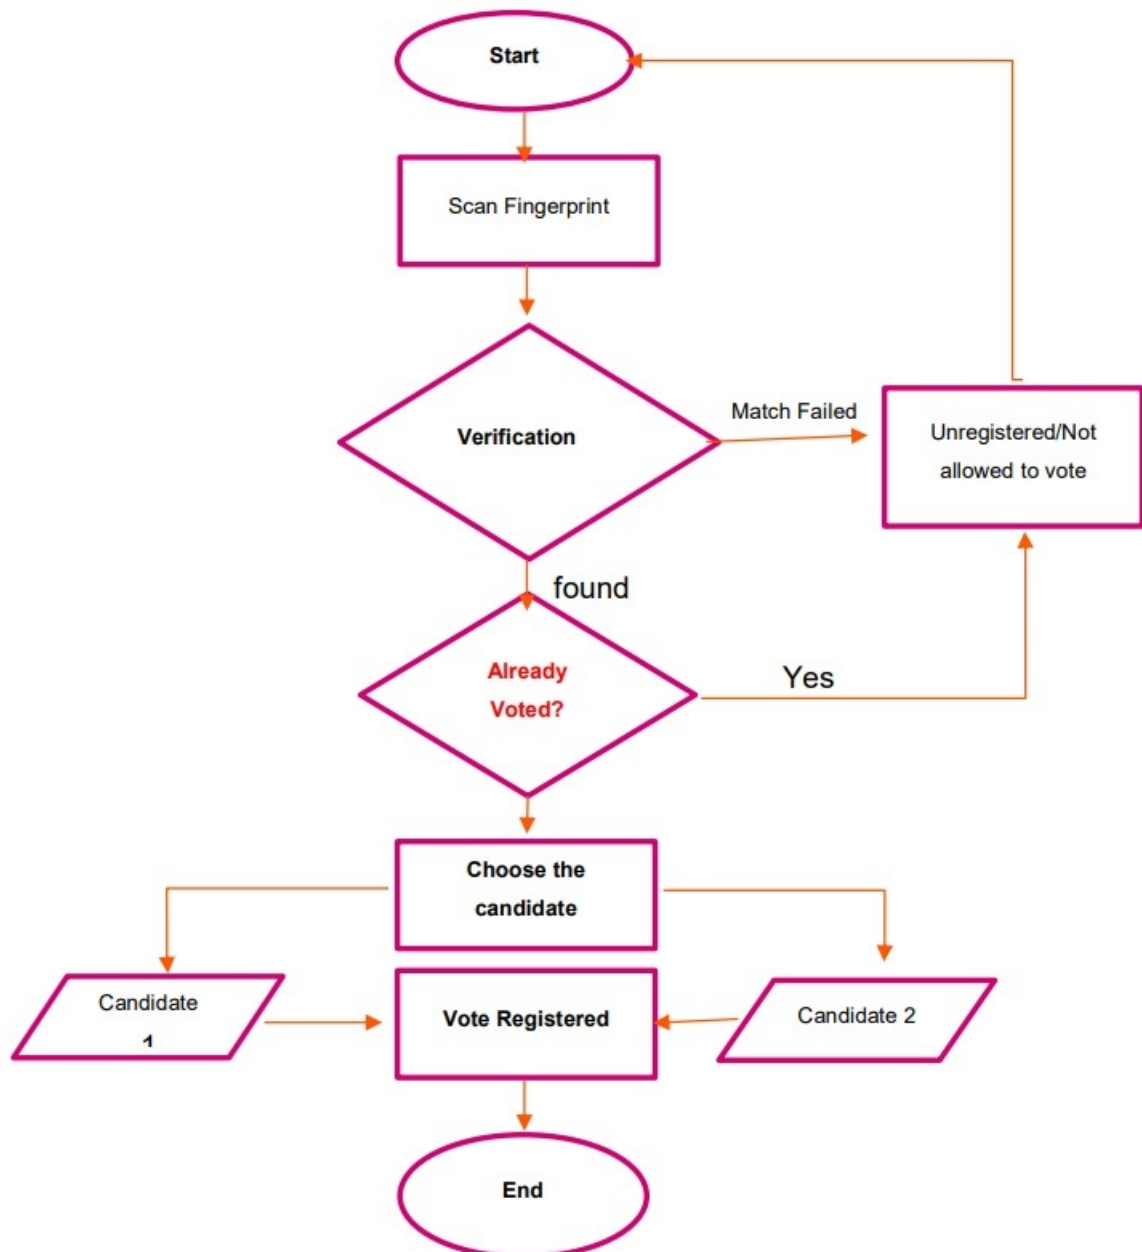 Start
Scan Fingerprint
Verification
Match Failed
Unregistered/Not
allowed to vote
found
Already
Voted?
Yes
Choose the
candidate
Candidate
1
Vote Registered
Candidate 2
End